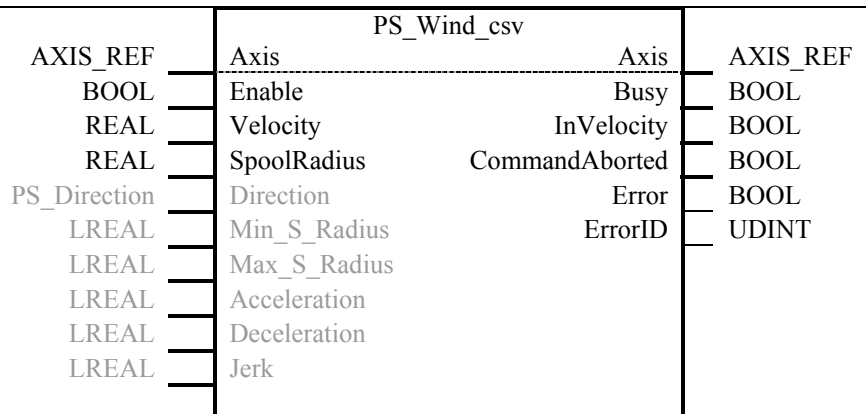 PS_Wind_csv
AXIS_REF Axis Axis AXIS_REF
BOOL Enable Busy BOOL
REAL Velocity InVelocity BOOL
REAL SpoolRadius CommandAborted BOOL
PS_Direction Direction Error BOOL
LREAL Min_S_Radius ErrorID UDINT
LREAL Max_S_Radius
LREAL Acceleration
LREAL Deceleration
LREAL Jerk